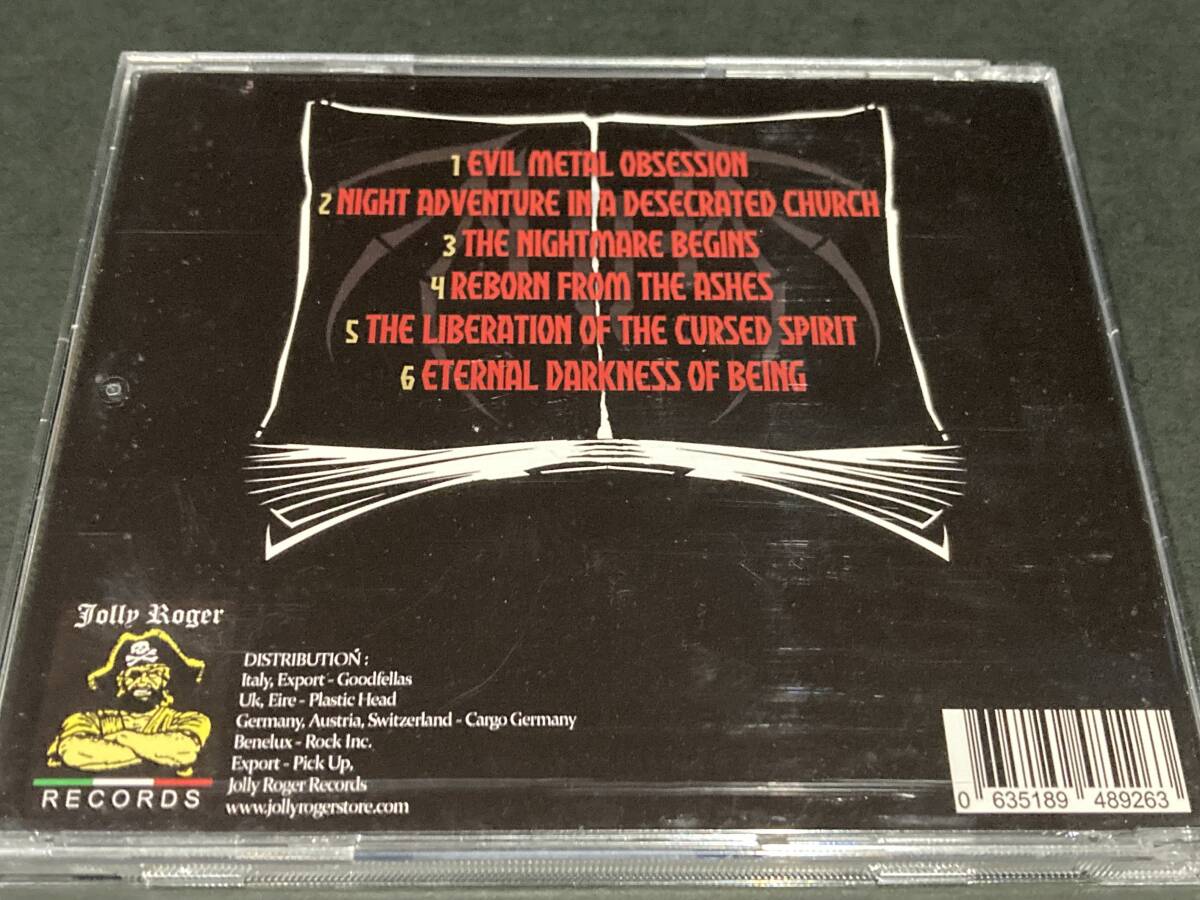 1 EVIL METAL OBSESSION
2 NIGHT ADVENTURE IN A DESECRATED CHURCH
3 THE NIGHTMARE BEGINS
4 REBORN FROM THE ASHES
5 THE LIBERATION OF THE CURSED SPIRIT
6 ETERNAL DARKNESS OF BEING
Jolly Roger
RECORDS
DISTRIBUTION :
Italy, Export - Goodfellas
Uk, Eire - Plastic Head
Germany, Austria, Switzerland - Cargo Germany
Benelux - Rock Inc.
Export - Pick Up,
Jolly Roger Records
www.jollyrogerstore.com
0 635189 489263